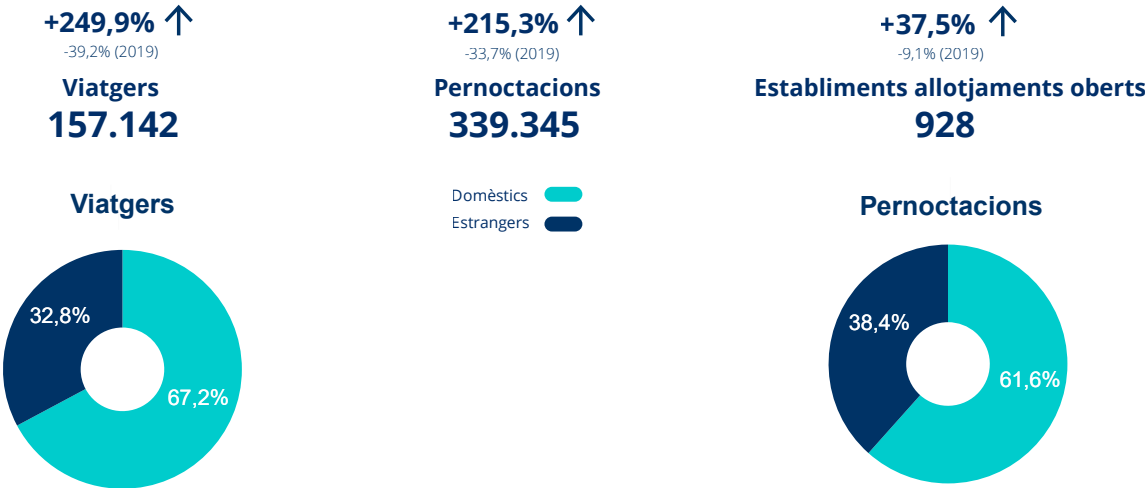 +249,9%
-39,2% (2019)
Viatgers
157.142
+215,3%
-33,7% (2019)
Pernoctacions
339.345
+37,5%
-9,1% (2019)
Establiments allotjaments oberts
928
Viatgers
32,8%
67,2%
Domèstics
Estrangers
Pernoctacions
38,4%
61,6%